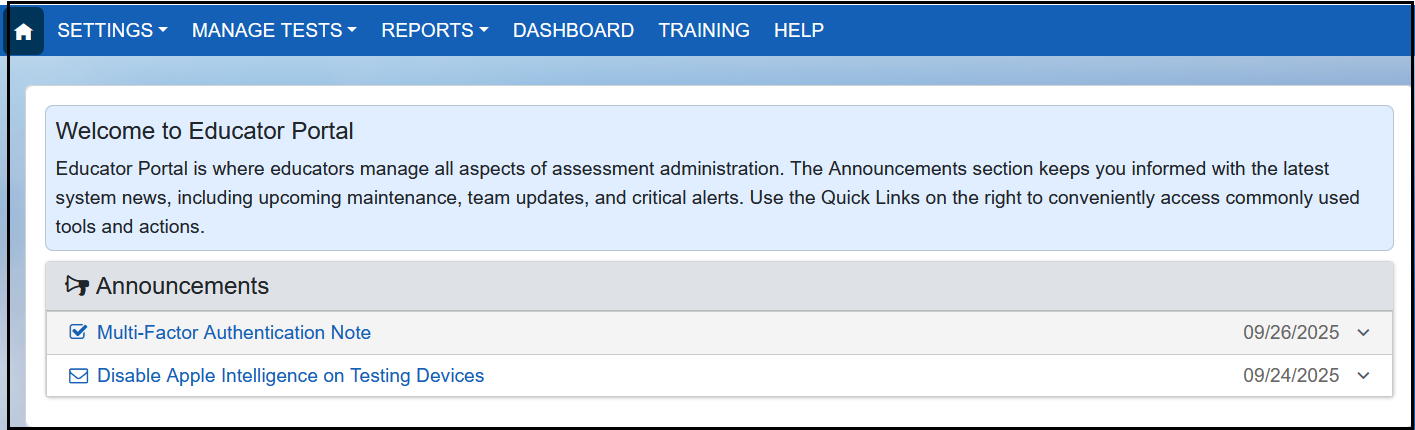 SETTINGS MANAGE TESTS REPORTS DASHBOARD TRAINING HELP
Welcome to Educator Portal
Educator Portal is where educators manage all aspects of assessment administration. The Announcements section keeps you informed with the latest
system news, including upcoming maintenance, team updates, and critical alerts. Use the Quick Links on the right to conveniently access commonly used
tools and actions.
Announcements
Multi-Factor Authentication Note 09/26/2025
Disable Apple Intelligence on Testing Devices 09/24/2025